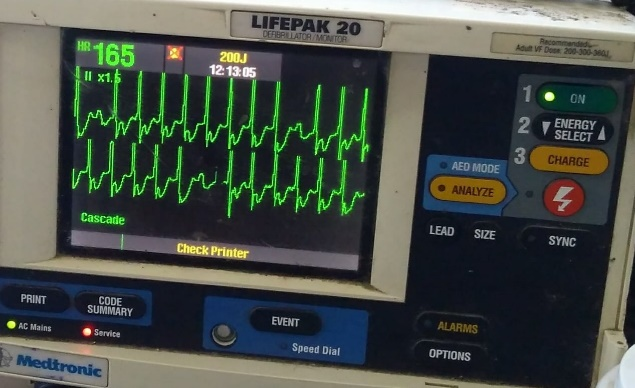 LIFEPAK 20
DEFIBRILLATOR/MONITOR
Recommended
Adult VF Dose: 200-300-360J
HR 165
200J
12:13:05
II x1.5
Cascade
Check Printer
1 ON
2 ENERGY SELECT
3 CHARGE
AED MODE
ANALYZE
LEAD
SIZE
SYNC
PRINT
CODE
SUMMARY
AC Mains
Service
EVENT
Speed Dial
ALARMS
OPTIONS
Medtronic